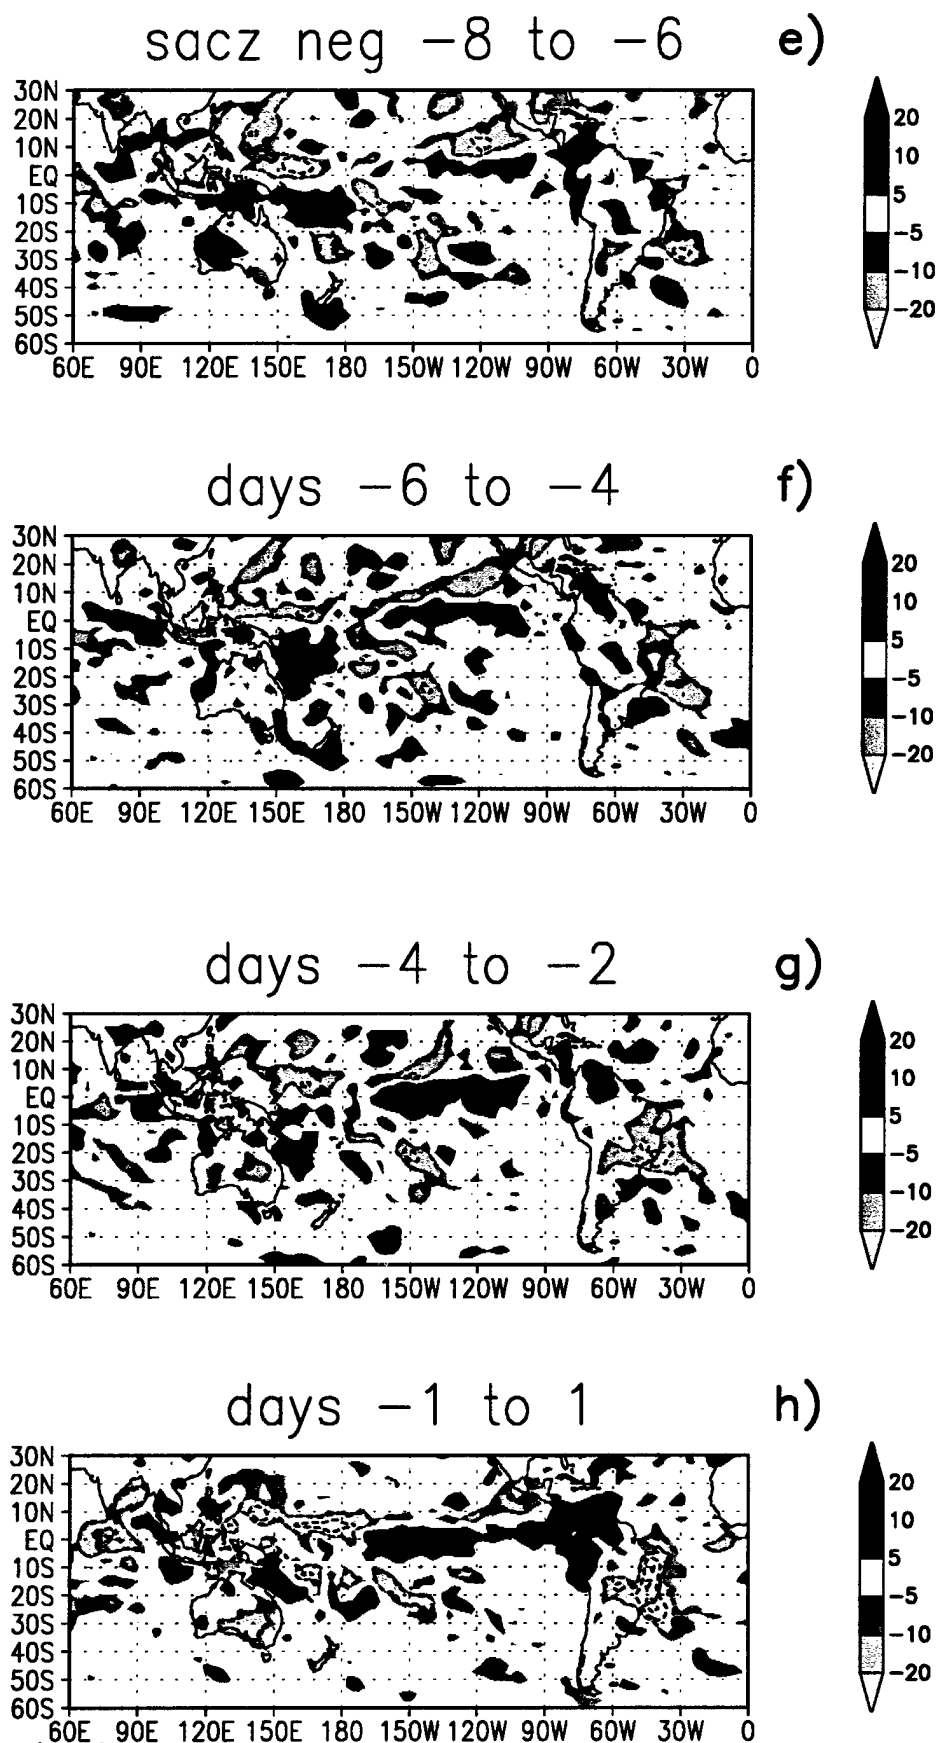 sacz neg -8 to -6 e)
30N
20N
10N
EQ
10S
20S
30S
40S
50S
60S
60E 90E 120E 150E 180 150W 120W 90W 60W 30W 0
20
10
5
-5
-10
-20
days -6 to -4 f)
30N
20N
10N
EQ
10S
20S
30S
40S
50S
60S
60E 90E 120E 150E 180 150W 120W 90W 60W 30W 0
20
10
5
-5
-10
-20
days -4 to -2 g)
30N
20N
10N
EQ
10S
20S
30S
40S
50S
60S
60E 90E 120E 150E 180 150W 120W 90W 60W 30W 0
20
10
5
-5
-10
-20
days -1 to 1 h)
30N
20N
10N
EQ
10S
20S
30S
40S
50S
60S
60E 90E 120E 150E 180 150W 120W 90W 60W 30W 0
20
10
5
-5
-10
-20